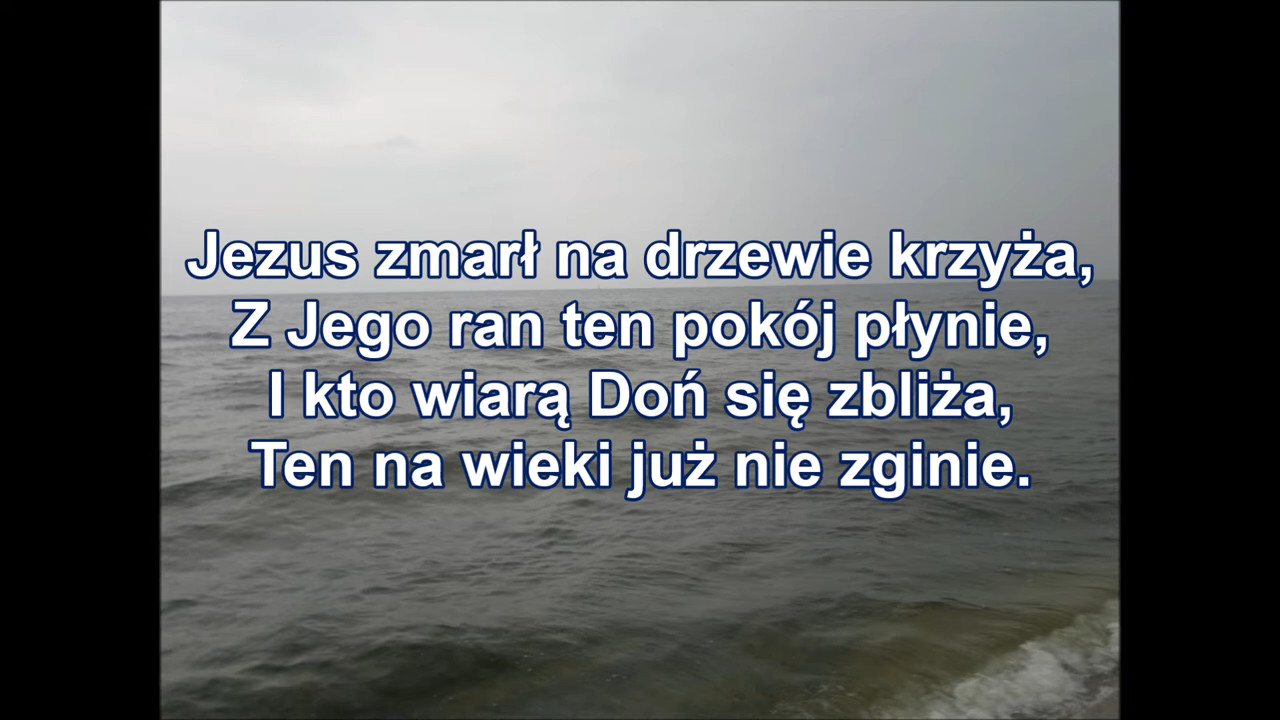 Jezus zmarł na drzewie krzyża,
Z Jego ran ten pokój płynie,
I kto wiarą Doń się zbliża,
Ten na wieki już nie zginie.